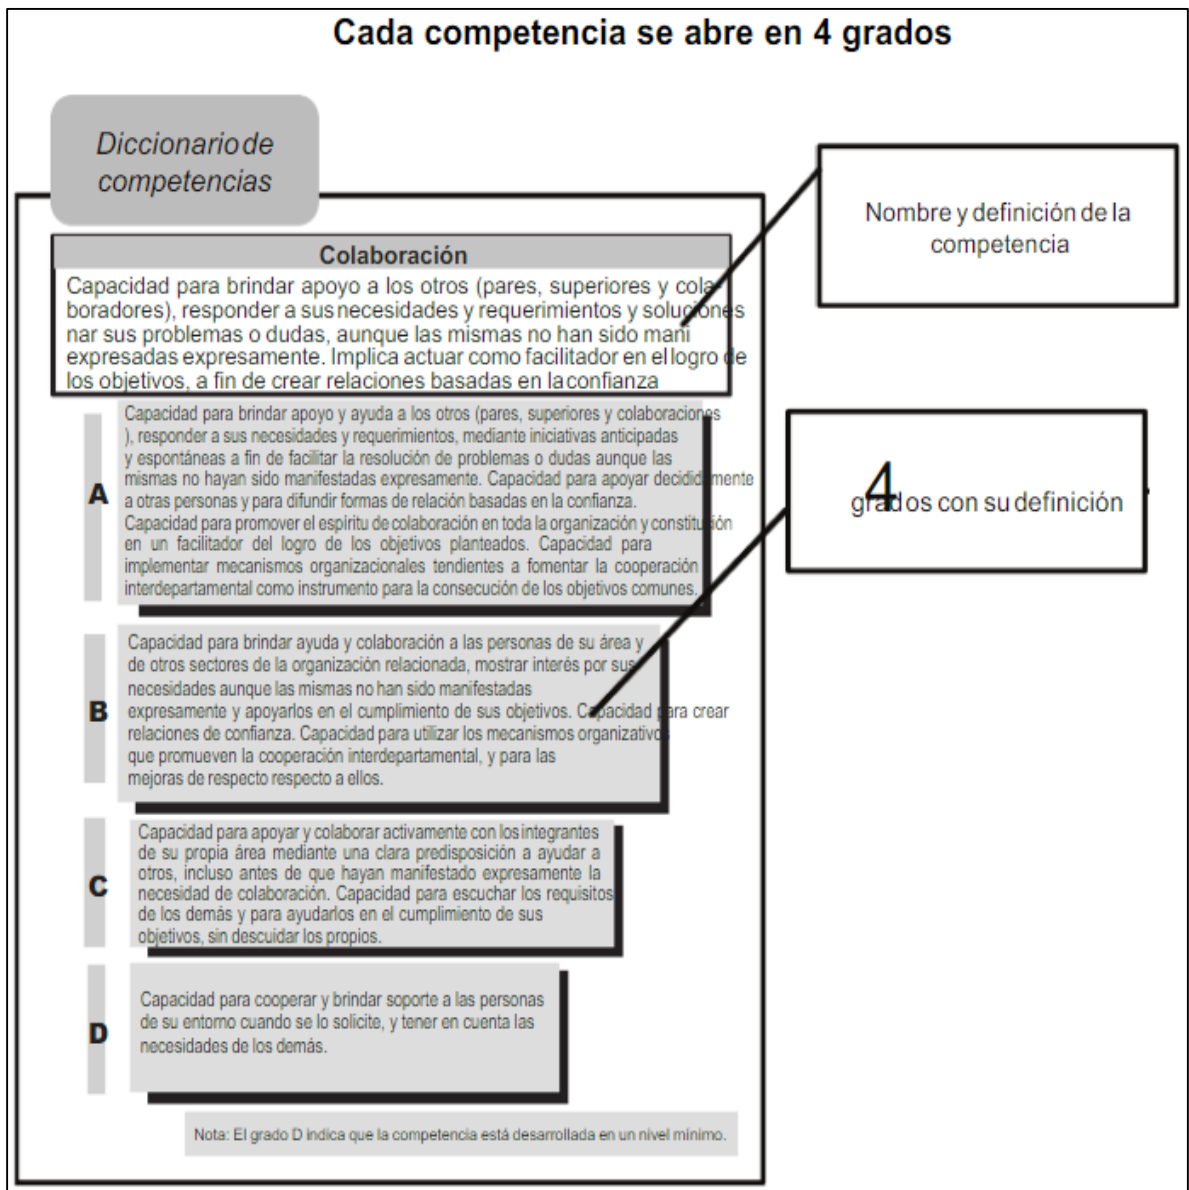 Cada competencia se abre en 4 grados
Diccionario de
competencias
Nombre y definición de la
competencia
Colaboración
Capacidad para brindar apoyo a los otros (pares, superiores y cola-
boradores), responder a sus necesidades y requerimientos y soluciones
nar sus problemas o dudas, aunque las mismas no han sido mani
expresadas expresamente. Implica actuar como facilitador en el logro de
los objetivos, a fin de crear relaciones basadas en la confianza
A
Capacidad para brindar apoyo y ayuda a los otros (pares, superiores y colaboraciones
), responder a sus necesidades y requerimientos, mediante iniciativas anticipadas
y espontáneas a fin de facilitar la resolución de problemas o dudas aunque las
mismas no hayan sido manifestadas expresamente. Capacidad para apoyar decididamente
a otras personas y para difundir formas de relación basadas en la confianza.
Capacidad para promover el espíritu de colaboración en toda la organización y constitución
en un facilitador del logro de los objetivos planteados. Capacidad para
implementar mecanismos organizacionales tendientes a fomentar la cooperación
interdepartamental como instrumento para la consecución de los objetivos comunes.
4
grados con su definición
B
Capacidad para brindar ayuda y colaboración a las personas de su área y
de otros sectores de la organización relacionada, mostrar interés por sus
necesidades aunque las mismas no han sido manifestadas
expresamente y apoyarlos en el cumplimiento de sus objetivos. Capacidad para crear
relaciones de confianza. Capacidad para utilizar los mecanismos organizativos
que promueven la cooperación interdepartamental, y para las
mejoras de respecto respecto a ellos.
C
Capacidad para apoyar y colaborar activamente con los integrantes
de su propia área mediante una clara predisposición a ayudar a
otros, incluso antes de que hayan manifestado expresamente la
necesidad de colaboración. Capacidad para escuchar los requisitos
de los demás y para ayudarlos en el cumplimiento de sus
objetivos, sin descuidar los propios.
D
Capacidad para cooperar y brindar soporte a las personas
de su entorno cuando se lo solicite, y tener en cuenta las
necesidades de los demás.
Nota: El grado D indica que la competencia está desarrollada en un nivel mínimo.